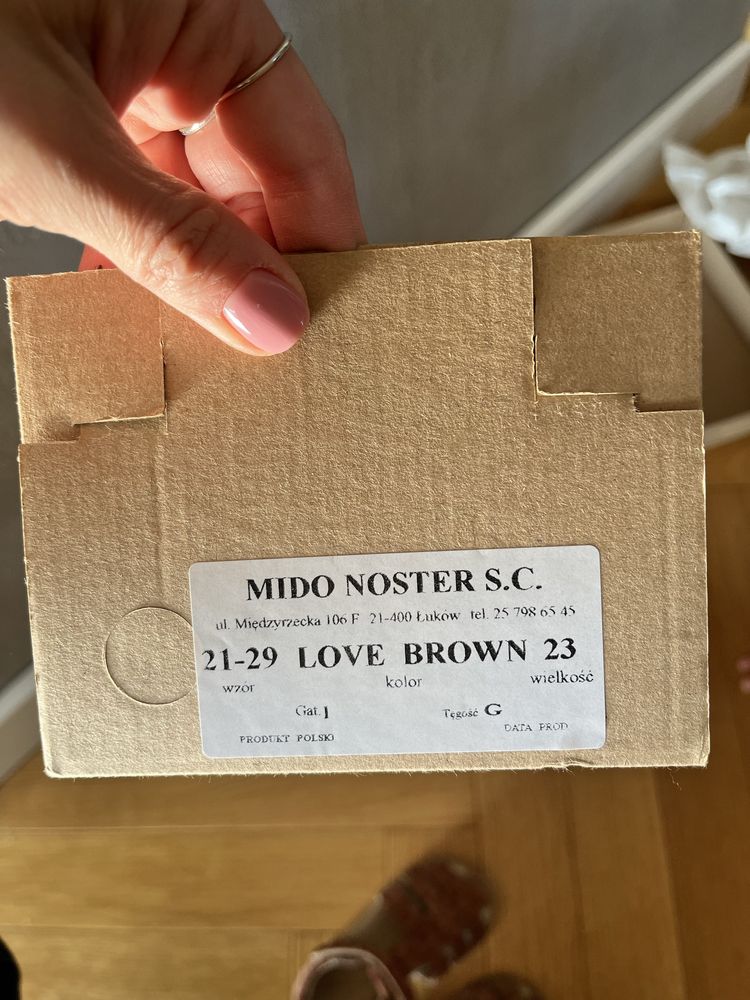 MIDO NOSTER S.C.
ul. Międzyrzecka 106 F 21-400 Łuków tel. 25 798 65 45
21-29 LOVE BROWN 23
wzór kolor wielkość
Gat. I Tęgość G
PRODUKT POLSKI DATA PROD